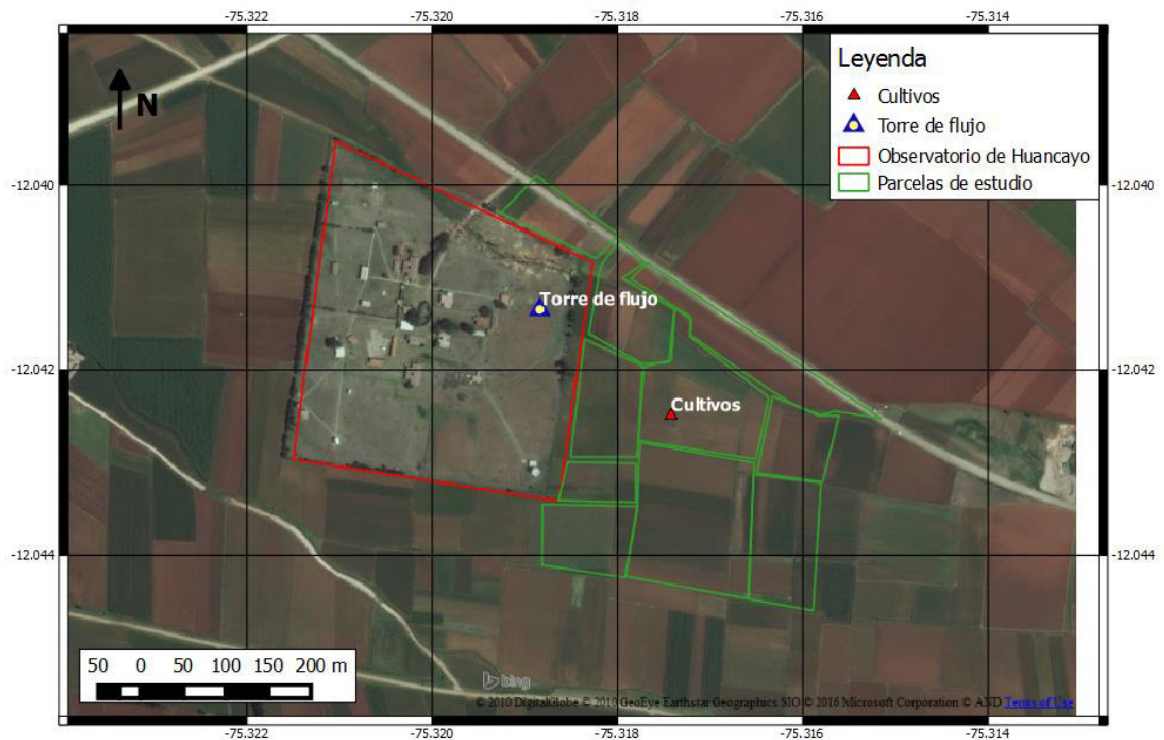 -75.322 -75.320 -75.318 -75.316 -75.314
Leyenda
Cultivos
Torre de flujo
Observatorio de Huancayo
Parcelas de estudio
N
-12.040 -12.040
Torre de flujo
-12.042 -12.042
Cultivos
-12.044 -12.044
50 0 50 100 150 200 m
bing
© 2010 DigitalGlobe © 2010 GeoEye Earthstar Geographics SIO © 2016 Microsoft Corporation © AND Terms of Use
-75.322 -75.320 -75.318 -75.316 -75.314